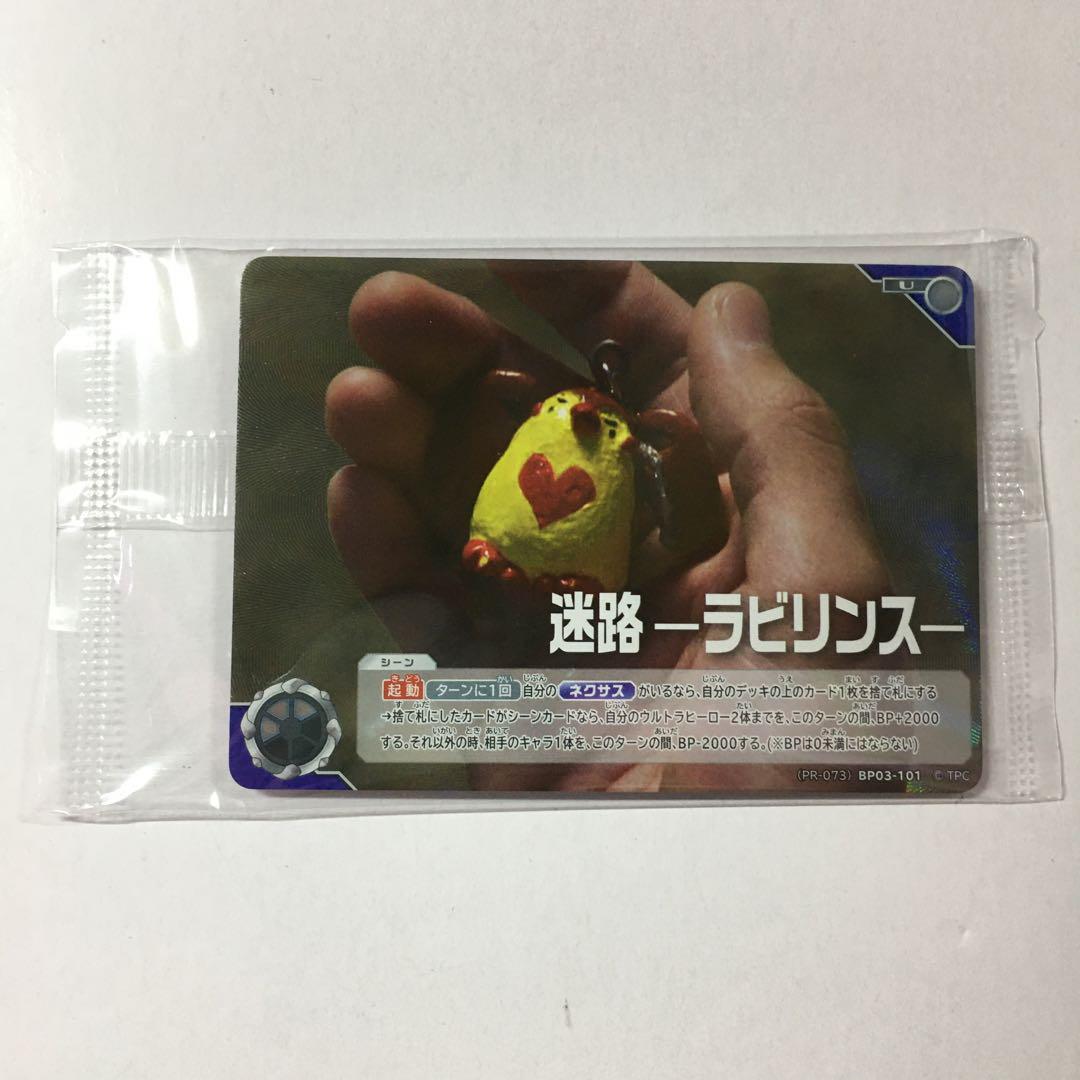 U
迷路 ―ラビリンス―
シーン
起動 ターンに1回 自分の ネクサス がいるなら、自分のデッキの上のカード1枚を捨て札にする
→捨て札にしたカードがシーンカードなら、自分のウルトラヒーロー2体までを、このターンの間、BP+2000
する。それ以外の時、相手のキャラ1体を、このターンの間、BP-2000する。(※BPは0未満にはならない)
(PR-073) BP03-101 © TPC